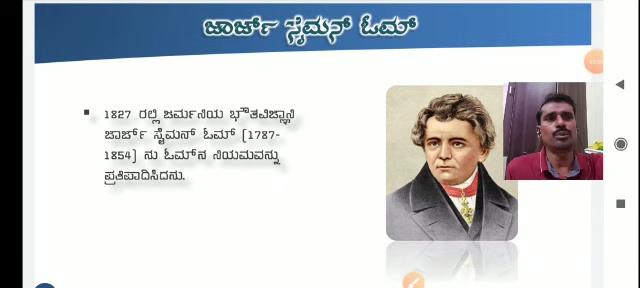 ಜಾರ್ಜ್ ಸೈಮನ್ ಓಮ್
1827 ರಲ್ಲಿ ಜರ್ಮನಿಯ ಭೌತವಿಜ್ಞಾನಿ
ಜಾರ್ಜ್ ಸೈಮನ್ ಓಮ್ (1787-
1854) ನು ಓಮ್‌ನ ನಿಯಮವನ್ನು
ಪ್ರತಿಪಾದಿಸಿದನು.